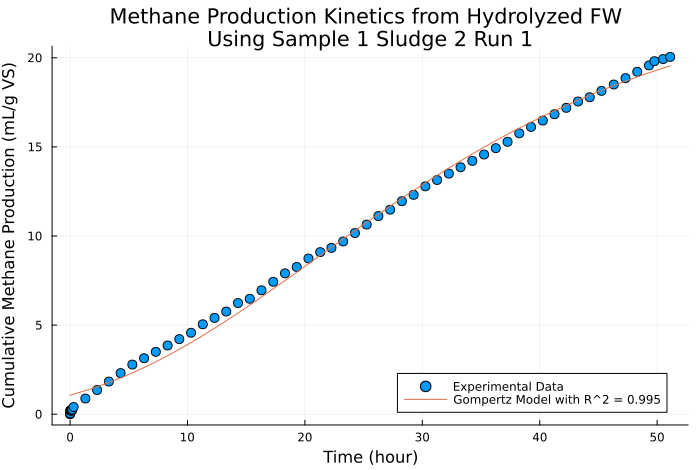 Methane Production Kinetics from Hydrolyzed FW
Using Sample 1 Sludge 2 Run 1
Cumulative Methane Production (mL/g VS)
20
15
10
5
0
Experimental Data
Gompertz Model with R^2 = 0.995
0 10 20 30 40 50
Time (hour)